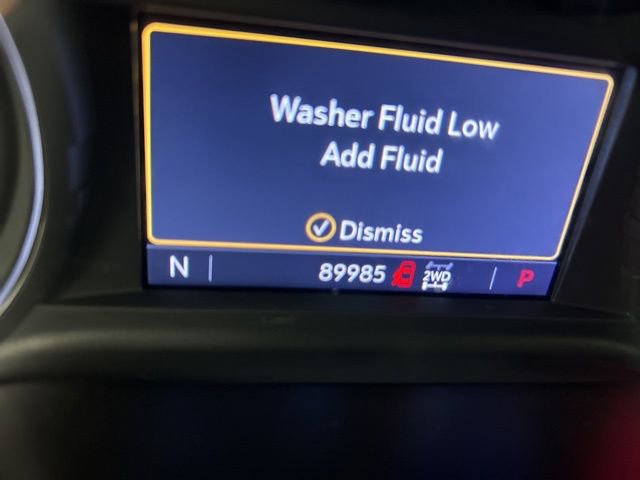 Washer Fluid Low
Add Fluid
Dismiss
N 89985 2WD P